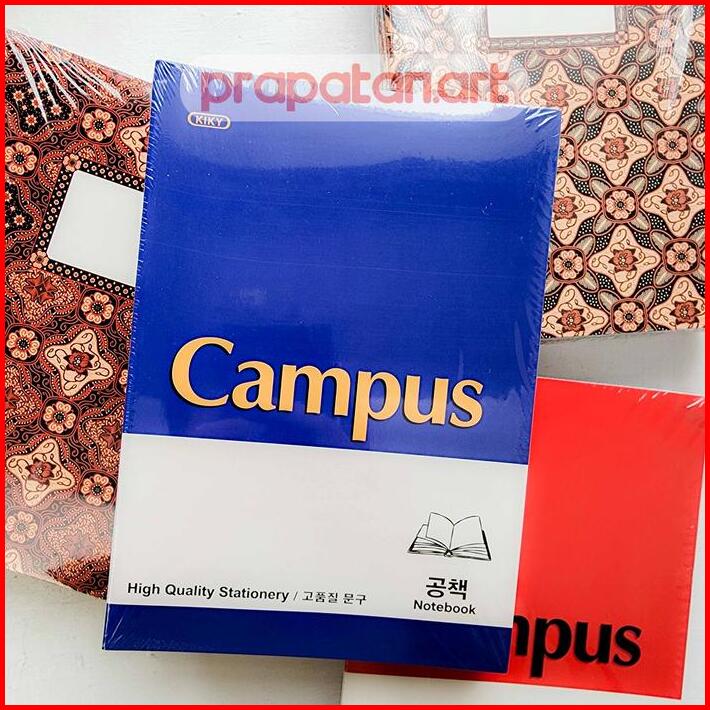 prapatan.art
KIKY
Campus
High Quality Stationery / 고품질 문구
공책
Notebook
mpus